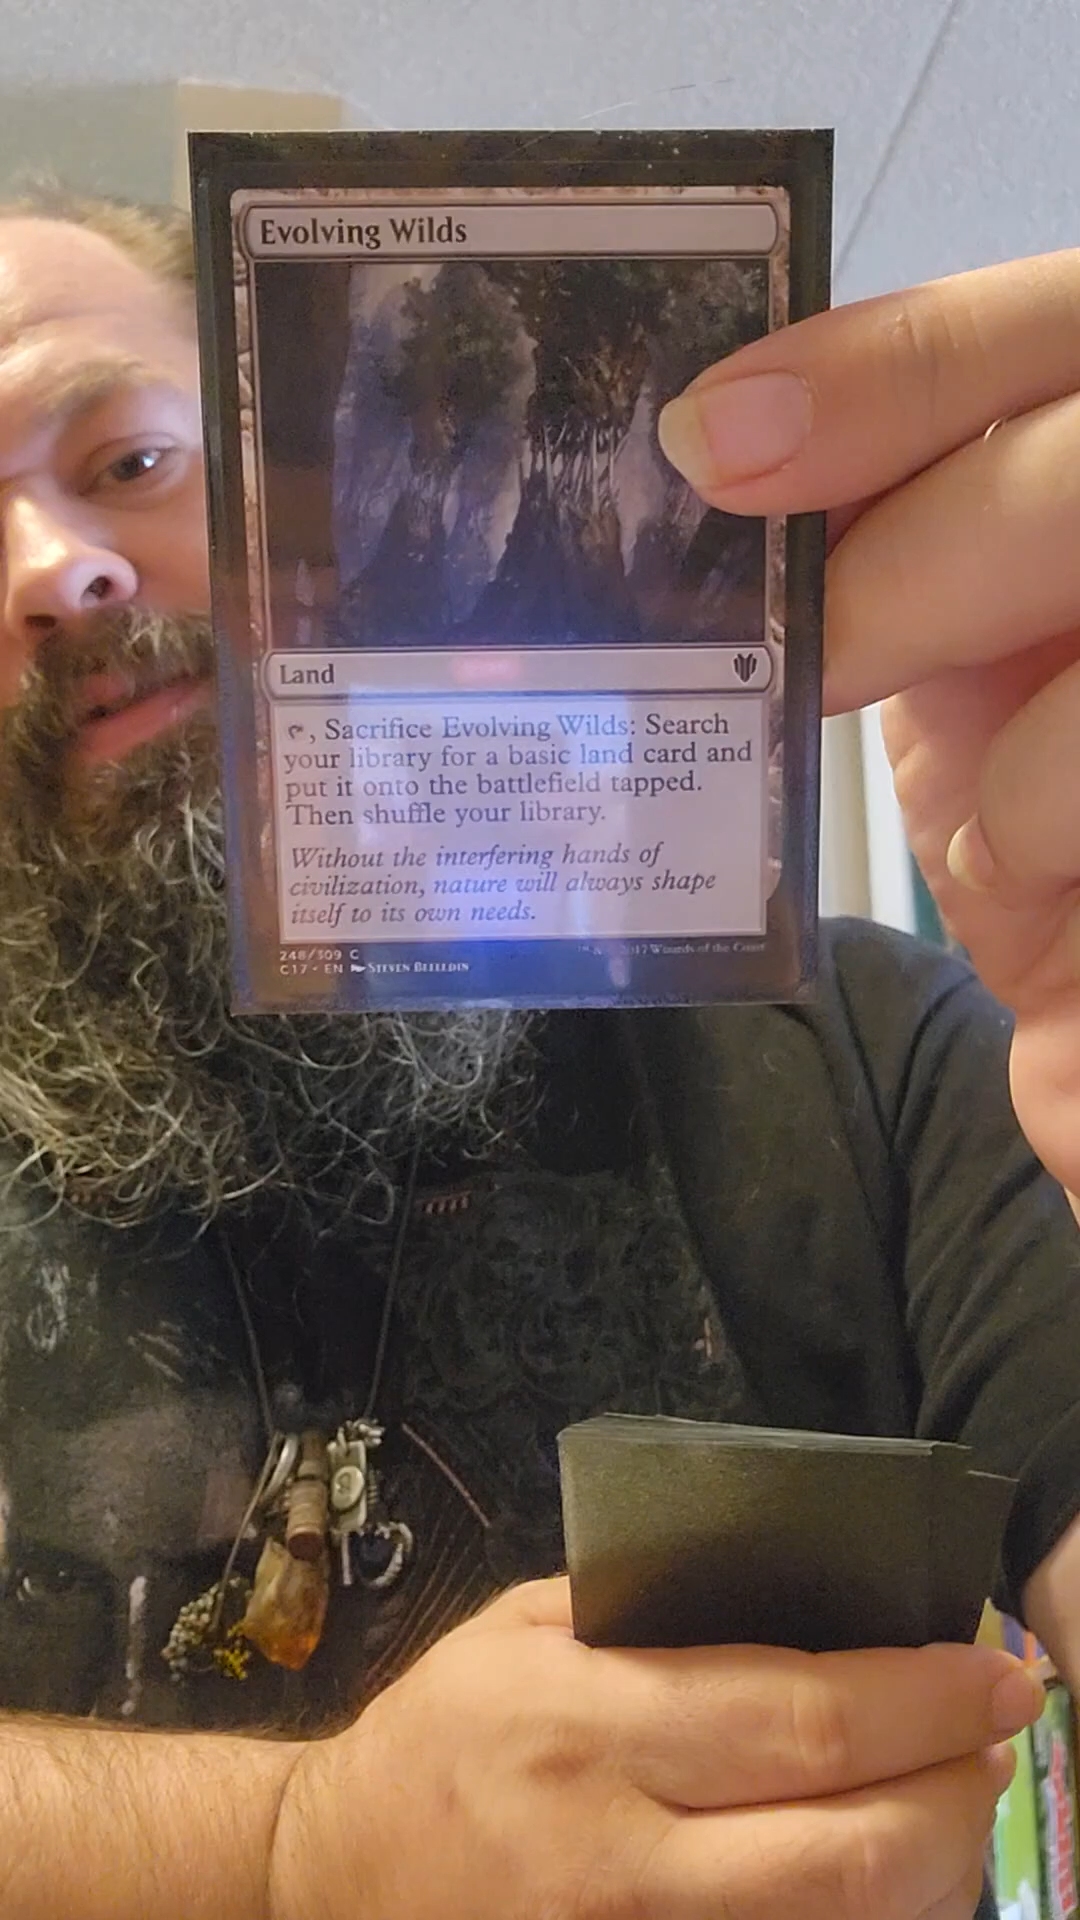 Evolving Wilds
Land
, Sacrifice Evolving Wilds: Search
your library for a basic land card and
put it onto the battlefield tapped.
Then shuffle your library.
Without the interfering hands of
civilization, nature will always shape
itself to its own needs.
248/309 C
™ & 2017 Wizards of the Coast
C17 • EN STEVEN BELLEDIN